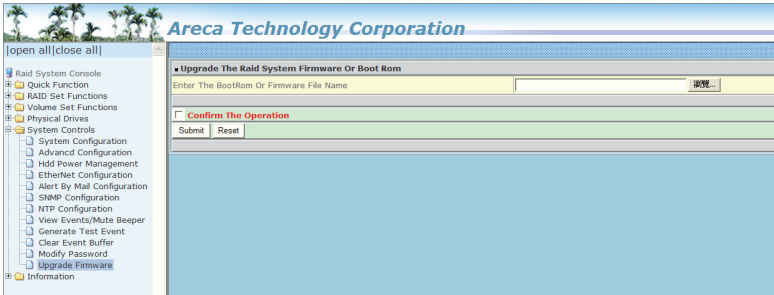 Areca Technology Corporation
|open all|close all|
Raid System Console
Quick Function
RAID Set Functions
Volume Set Functions
Physical Drives
System Controls
System Configuration
Advancd Configuration
Hdd Power Management
EtherNet Configuration
Alert By Mail Configuration
SNMP Configuration
NTP Configuration
View Events/Mute Beeper
Generate Test Event
Clear Event Buffer
Modify Password
Upgrade Firmware
Information
Upgrade The Raid System Firmware Or Boot Rom
Enter The BootRom Or Firmware File Name
瀏覽...
Confirm The Operation
Submit Reset